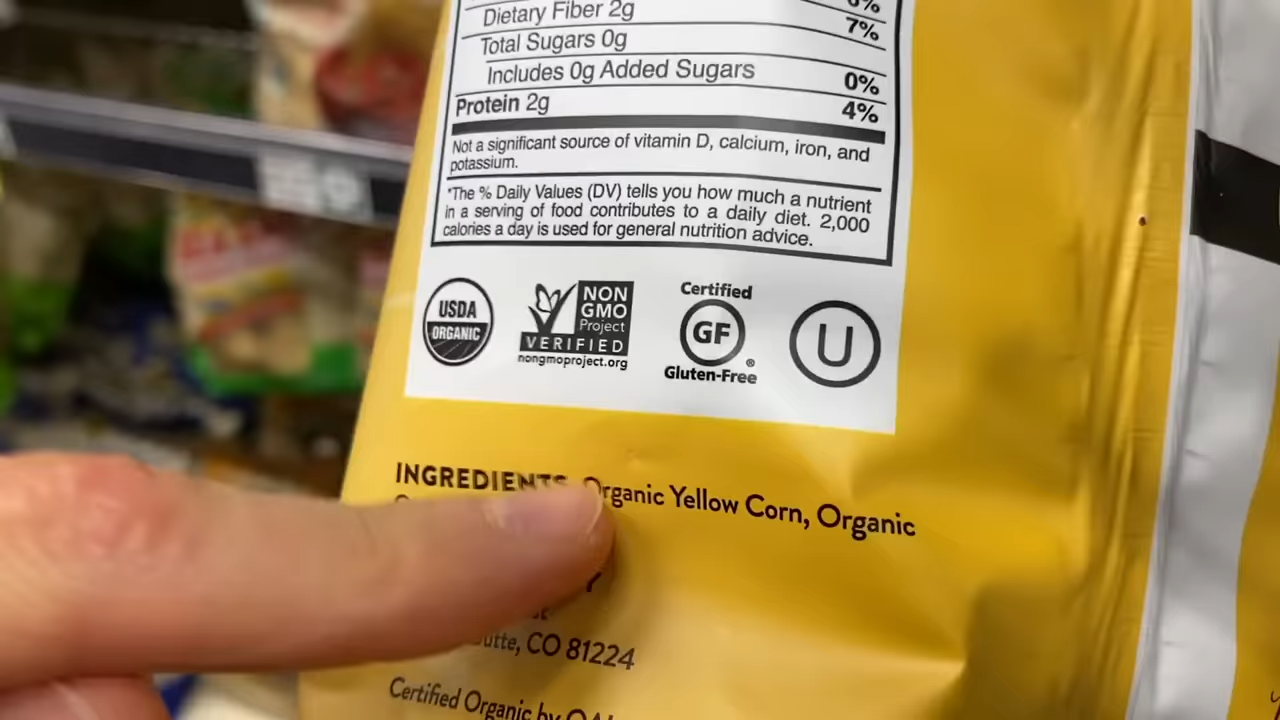 Dietary Fiber 2g 7%
Total Sugars 0g
Includes 0g Added Sugars 0%
Protein 2g 4%
Not a significant source of vitamin D, calcium, iron, and
potassium.
*The % Daily Values (DV) tells you how much a nutrient
in a serving of food contributes to a daily diet. 2,000
calories a day is used for general nutrition advice.
USDA
ORGANIC
NON
GMO
Project
VERIFIED
nongmoproject.org
Certified
GF
®
Gluten-Free
U
INGREDIENTS Organic Yellow Corn, Organic
CO 81224
Certified Organic by